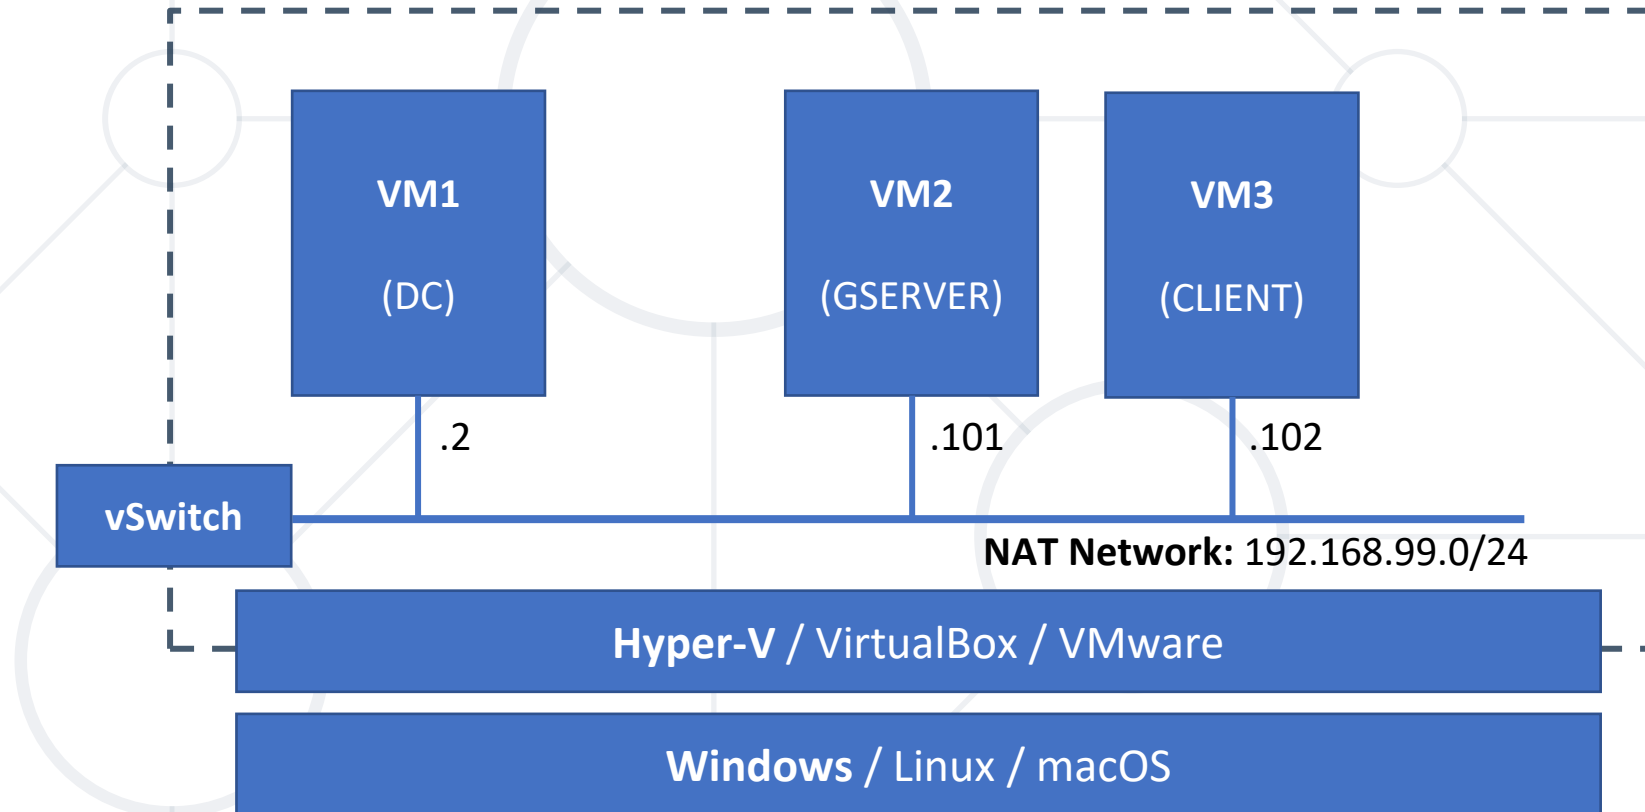 VM1
(DC)
VM2
(GSERVER)
VM3
(CLIENT)
.2
.101
.102
vSwitch
NAT Network: 192.168.99.0/24
Hyper-V / VirtualBox / VMware
Windows / Linux / macOS